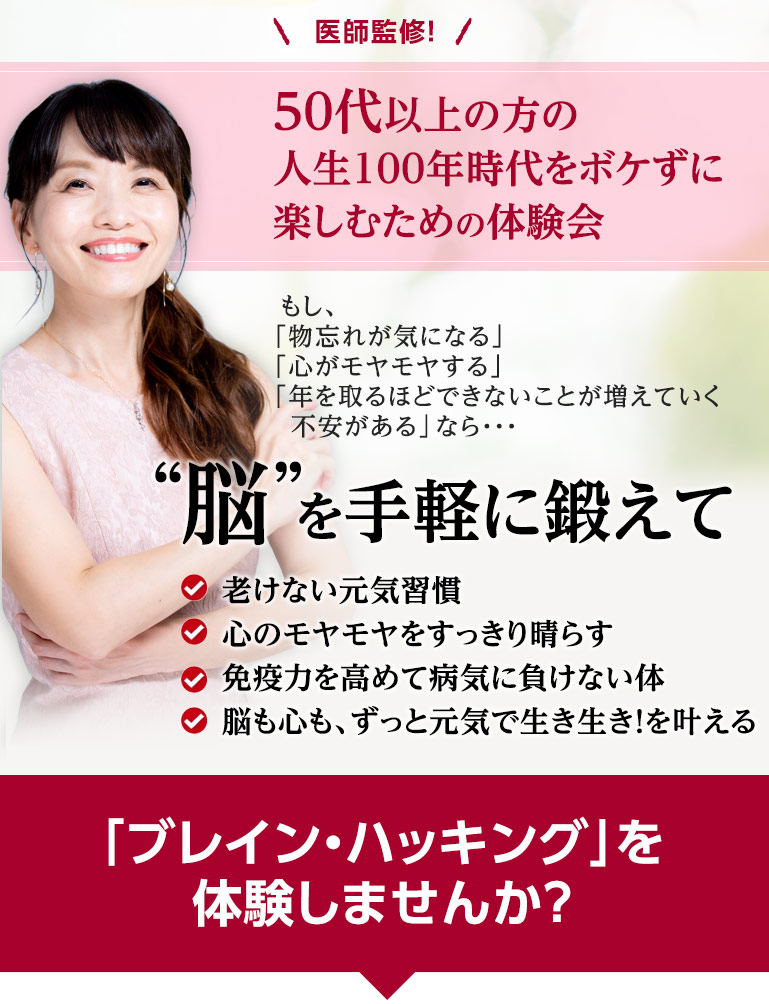 医師監修!
50代以上の方の
人生100年時代をボケずに
楽しむための体験会
もし、
「物忘れが気になる」
「心がモヤモヤする」
「年を取るほどできないことが増えていく
不安がある」なら・・・
“脳”を手軽に鍛えて
老けない元気習慣
心のモヤモヤをすっきり晴らす
免疫力を高めて病気に負けない体
脳も心も、ずっと元気で生き生き!を叶える
「ブレイン・ハッキング」を
体験しませんか?